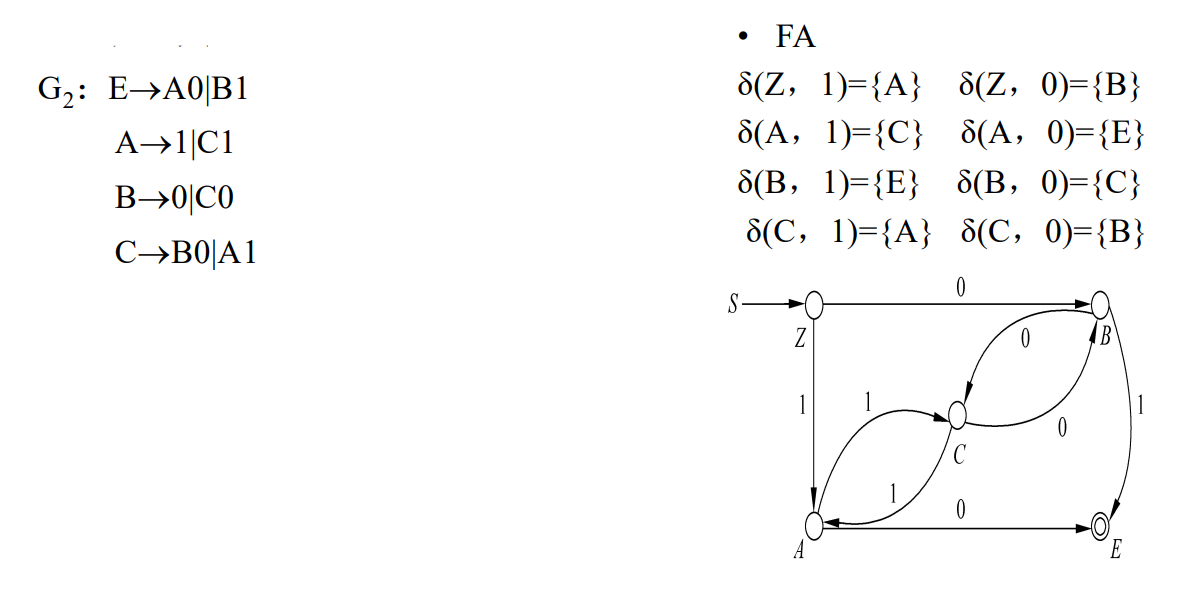 G₂： E→A0|B1
A→1|C1
B→0|C0
C→B0|A1
• FA
δ(Z， 1)={A} δ(Z， 0)={B}
δ(A， 1)={C} δ(A， 0)={E}
δ(B， 1)={E} δ(B， 0)={C}
δ(C， 1)={A} δ(C， 0)={B}
0
S
Z
0
B
1
1
1
C
0
1
0
A
E